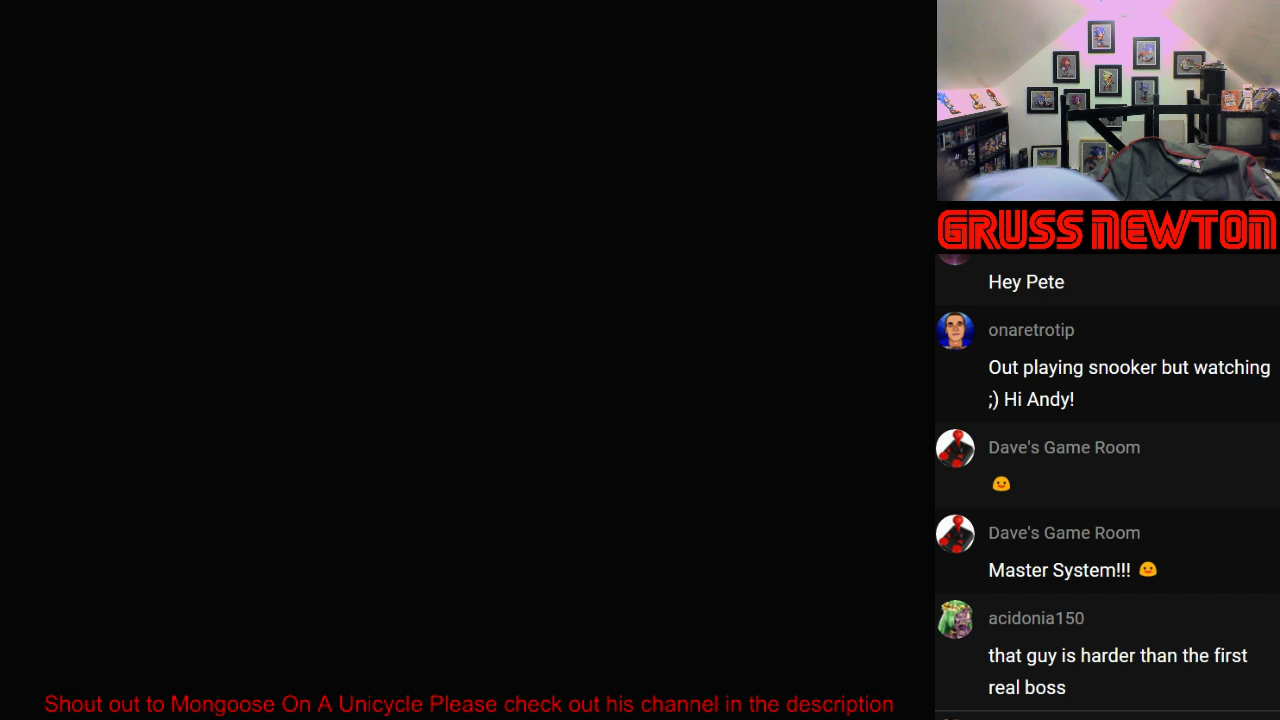 GRUSS NEWTON
Hey Pete
onaretrotip
Out playing snooker but watching
;) Hi Andy!
Dave's Game Room
Dave's Game Room
Master System!!!
acidonia150
that guy is harder than the first
real boss
Shout out to Mongoose On A Unicycle Please check out his channel in the description